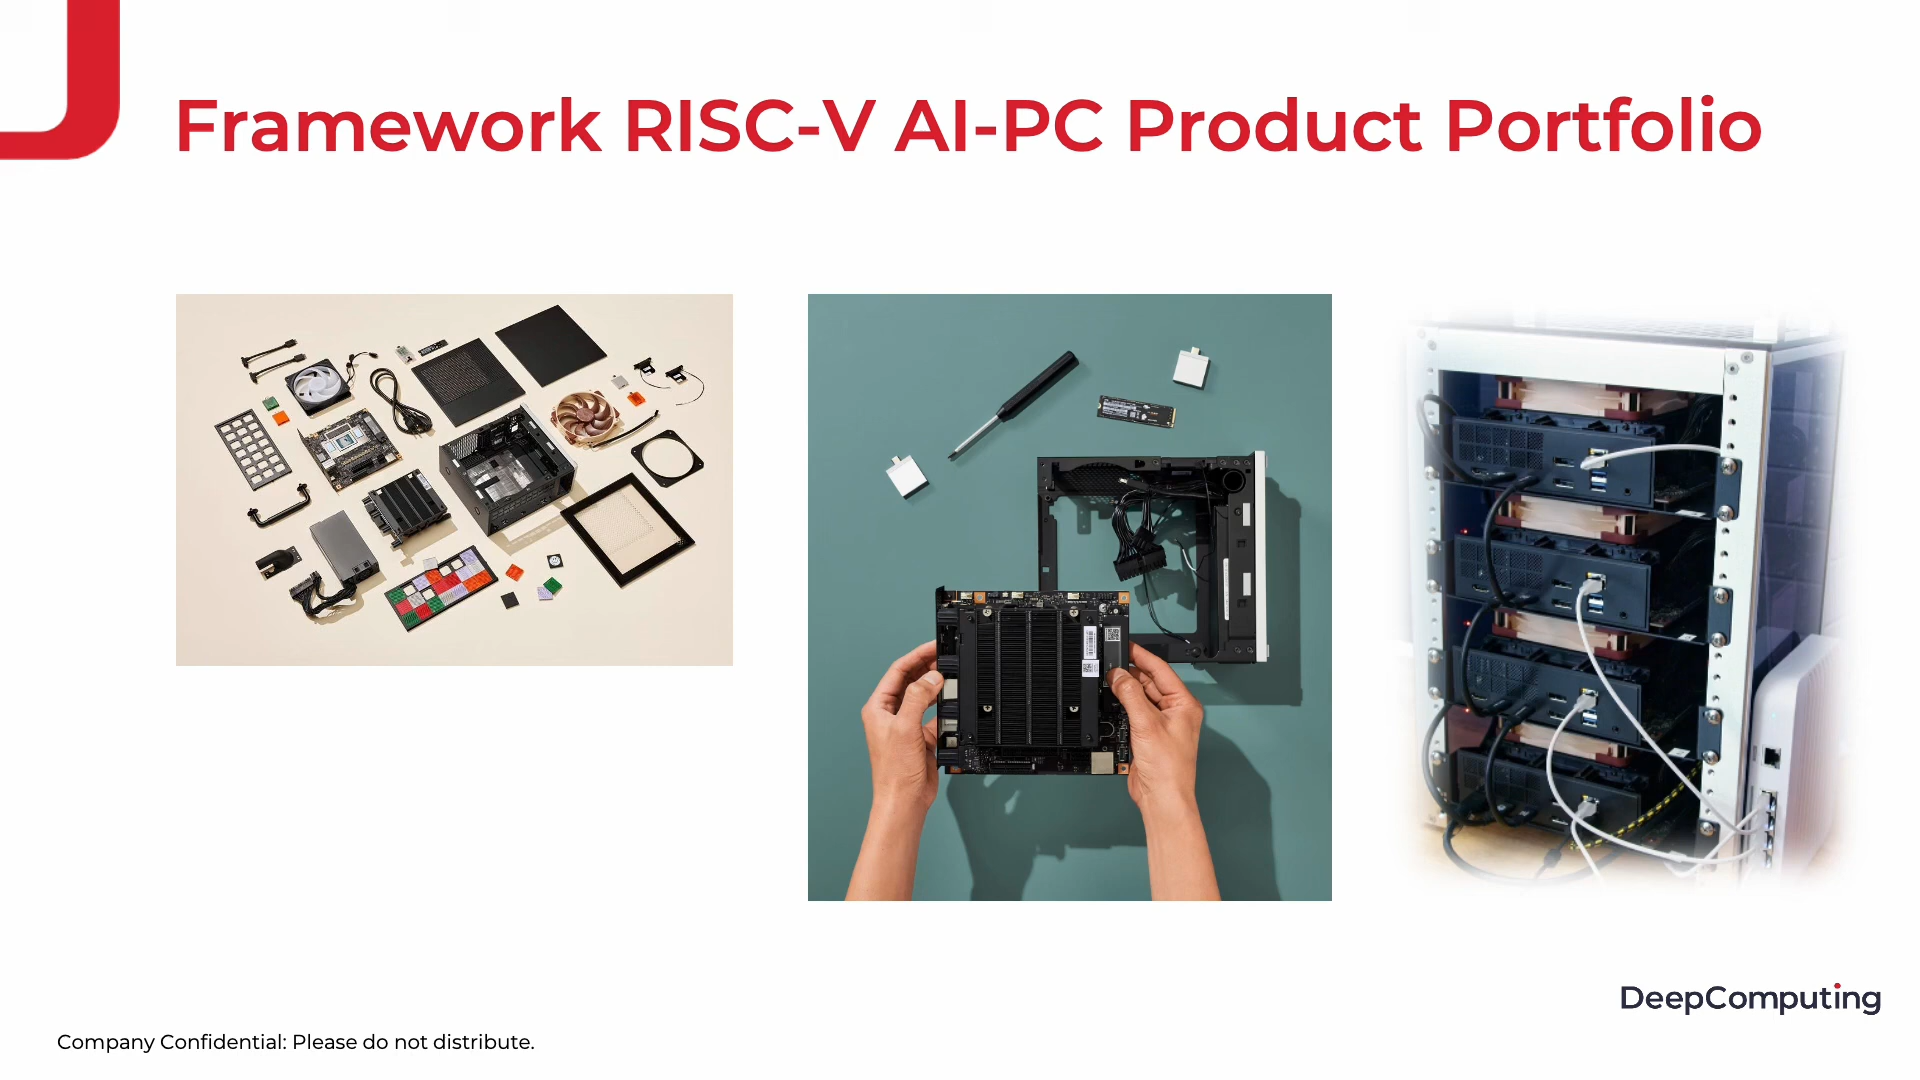 Framework RISC-V AI-PC Product Portfolio
DeepComputing
Company Confidential: Please do not distribute.